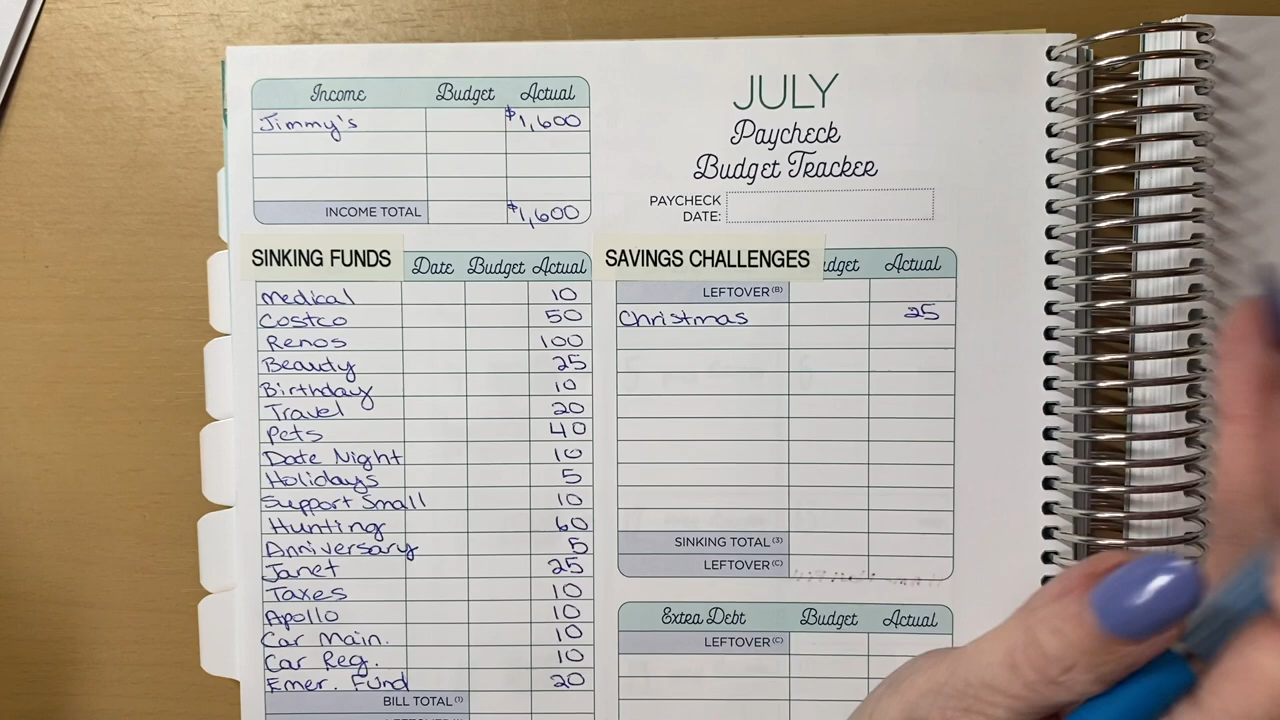 Income Budget Actual
Jimmy's $1,600
INCOME TOTAL $1,600
JULY
Paycheck
Budget Tracker
PAYCHECK
DATE:
SINKING FUNDS Date Budget Actual
Medical 10
Costco 50
Renos 100
Beauty 25
Birthday 10
Travel 20
Pets 40
Date Night 10
Holidays 5
Support Small 10
Hunting 60
Anniversary 5
Janet 25
Taxes 10
Apollo 10
Car Main. 10
Car Reg. 10
Emer. Fund 20
BILL TOTAL (1)
SAVINGS CHALLENGES dget Actual
LEFTOVER (B)
Christmas 25
SINKING TOTAL (3)
LEFTOVER (C)
Extra Debt Budget Actual
LEFTOVER (C)